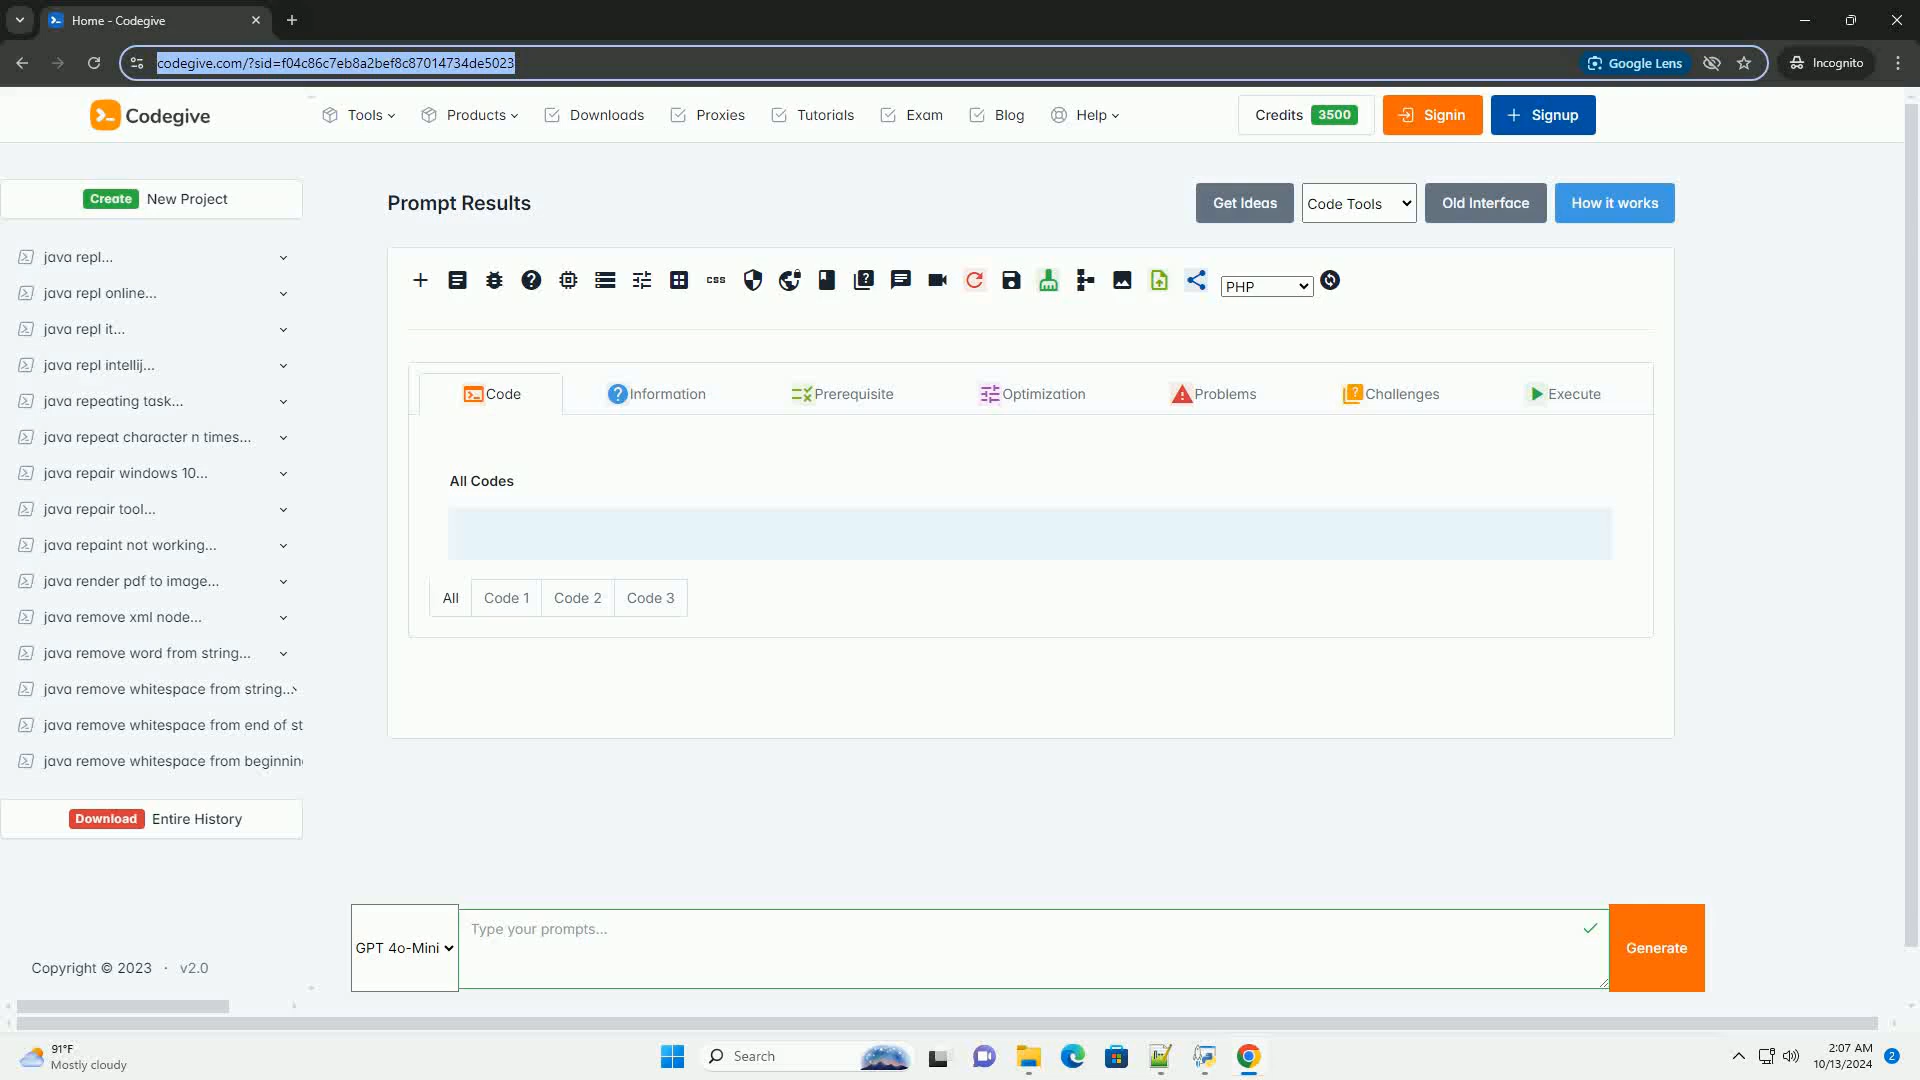 Home - Codegive
codegive.com/?sid=f04c86c7eb8a2bef8c87014734de5023
Google Lens
Incognito
Codegive
Tools
Products
Downloads
Proxies
Tutorials
Exam
Blog
Help
Credits 3500
Signin
Signup
Create New Project
java repl...
java repl online...
java repl it...
java repl intellij...
java repeating task...
java repeat character n times...
java repair windows 10...
java repair tool...
java repaint not working...
java render pdf to image...
java remove xml node...
java remove word from string...
java remove whitespace from string...
java remove whitespace from end of st
java remove whitespace from beginnin
Download Entire History
Copyright © 2023 · v2.0
Prompt Results
Get Ideas
Code Tools
Old Interface
How it works
css
PHP
Code
Information
Prerequisite
Optimization
Problems
Challenges
Execute
All Codes
All
Code 1
Code 2
Code 3
GPT 4o-Mini
Type your prompts...
Generate
91°F
Mostly cloudy
Search
2:07 AM
10/13/2024
2